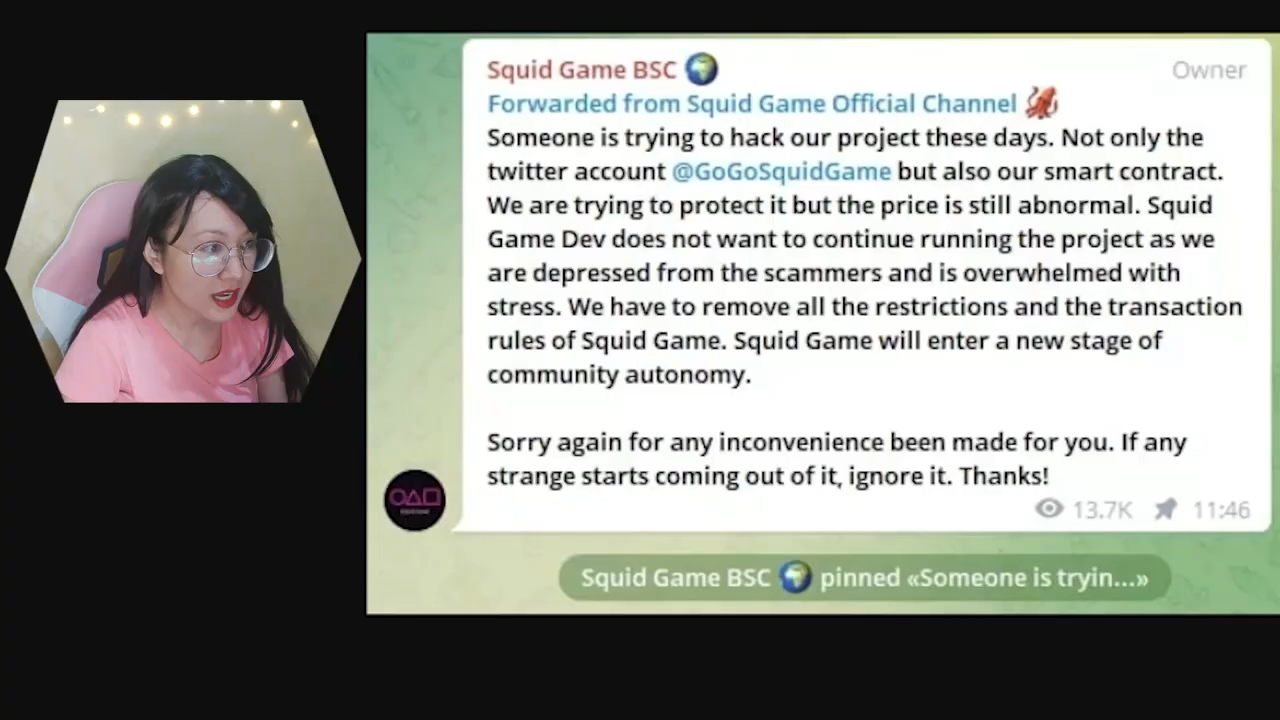 Squid Game BSC 🌍 Owner
Forwarded from Squid Game Official Channel 🦑
Someone is trying to hack our project these days. Not only the
twitter account @GoGoSquidGame but also our smart contract.
We are trying to protect it but the price is still abnormal. Squid
Game Dev does not want to continue running the project as we
are depressed from the scammers and is overwhelmed with
stress. We have to remove all the restrictions and the transaction
rules of Squid Game. Squid Game will enter a new stage of
community autonomy.
Sorry again for any inconvenience been made for you. If any
strange starts coming out of it, ignore it. Thanks!
13.7K 11:46
Squid Game BSC 🌍 pinned «Someone is tryin...»